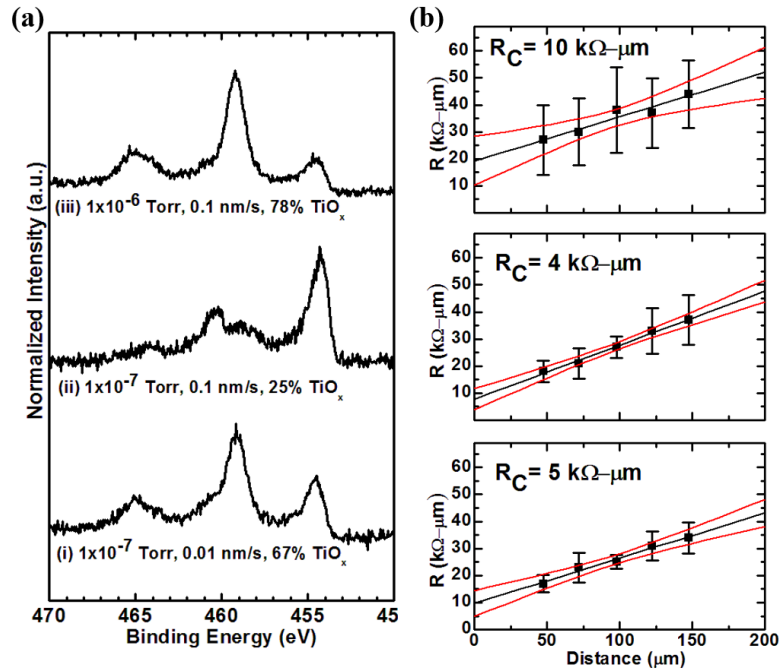 (a)
(iii) 1x10⁻⁶ Torr, 0.1 nm/s, 78% TiOₓ
(ii) 1x10⁻⁷ Torr, 0.1 nm/s, 25% TiOₓ
(i) 1x10⁻⁷ Torr, 0.01 nm/s, 67% TiOₓ
Normalized Intensity (a.u.)
470 465 460 455 45
Binding Energy (eV)
(b)
R_C = 10 kΩ–μm
R (kΩ–μm)
60
50
40
30
20
10
R_C = 4 kΩ–μm
R (kΩ–μm)
60
50
40
30
20
10
R_C = 5 kΩ–μm
R (kΩ–μm)
60
50
40
30
20
10
0
0 50 100 150 200
Distance (μm)